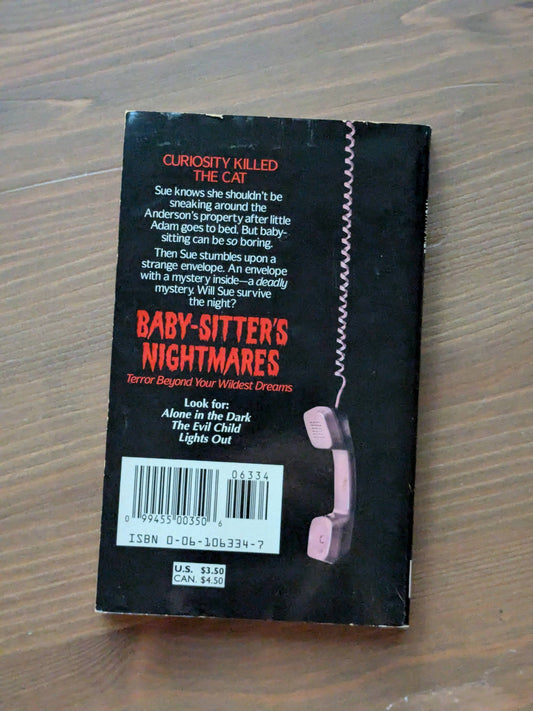 CURIOSITY KILLED
THE CAT
Sue knows she shouldn't be
sneaking around the
Anderson's property after little
Adam goes to bed. But baby-
sitting can be so boring.
Then Sue stumbles upon a
strange envelope. An envelope
with a mystery inside—a deadly
mystery. Will Sue survive
the night?
BABY-SITTER'S
NIGHTMARES
Terror Beyond Your Wildest Dreams
Look for:
Alone in the Dark
The Evil Child
Lights Out
06334
0 99455 00350 6
ISBN 0-06-106334-7
U.S. $3.50
CAN. $4.50